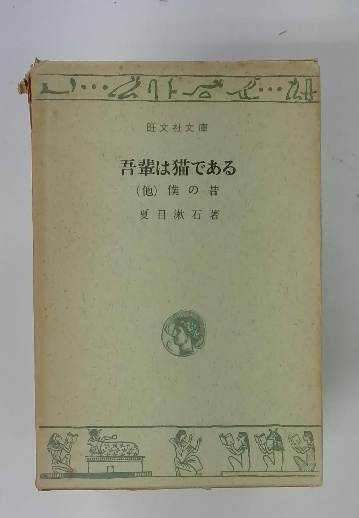 旺文社文庫
吾輩は猫である
(他) 僕の昔
夏目漱石著